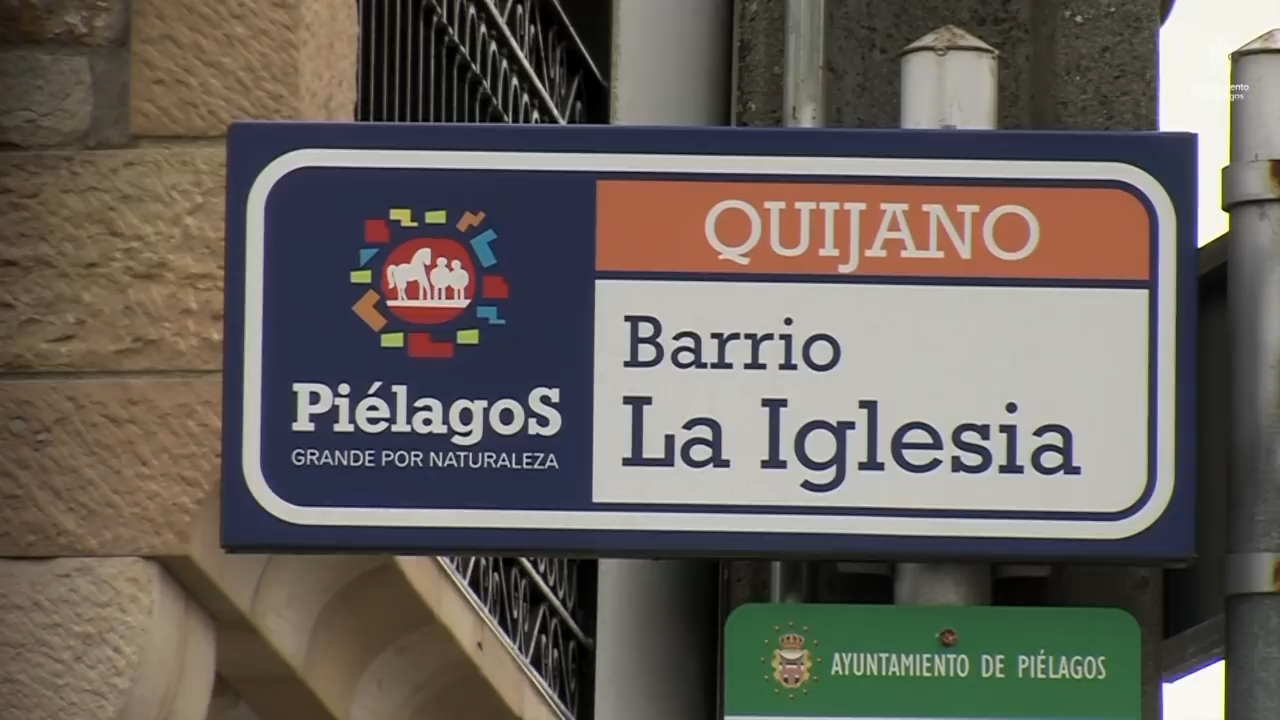 QUIJANO
Barrio
La Iglesia
PiélagoS
GRANDE POR NATURALEZA
AYUNTAMIENTO DE PIÉLAGOS